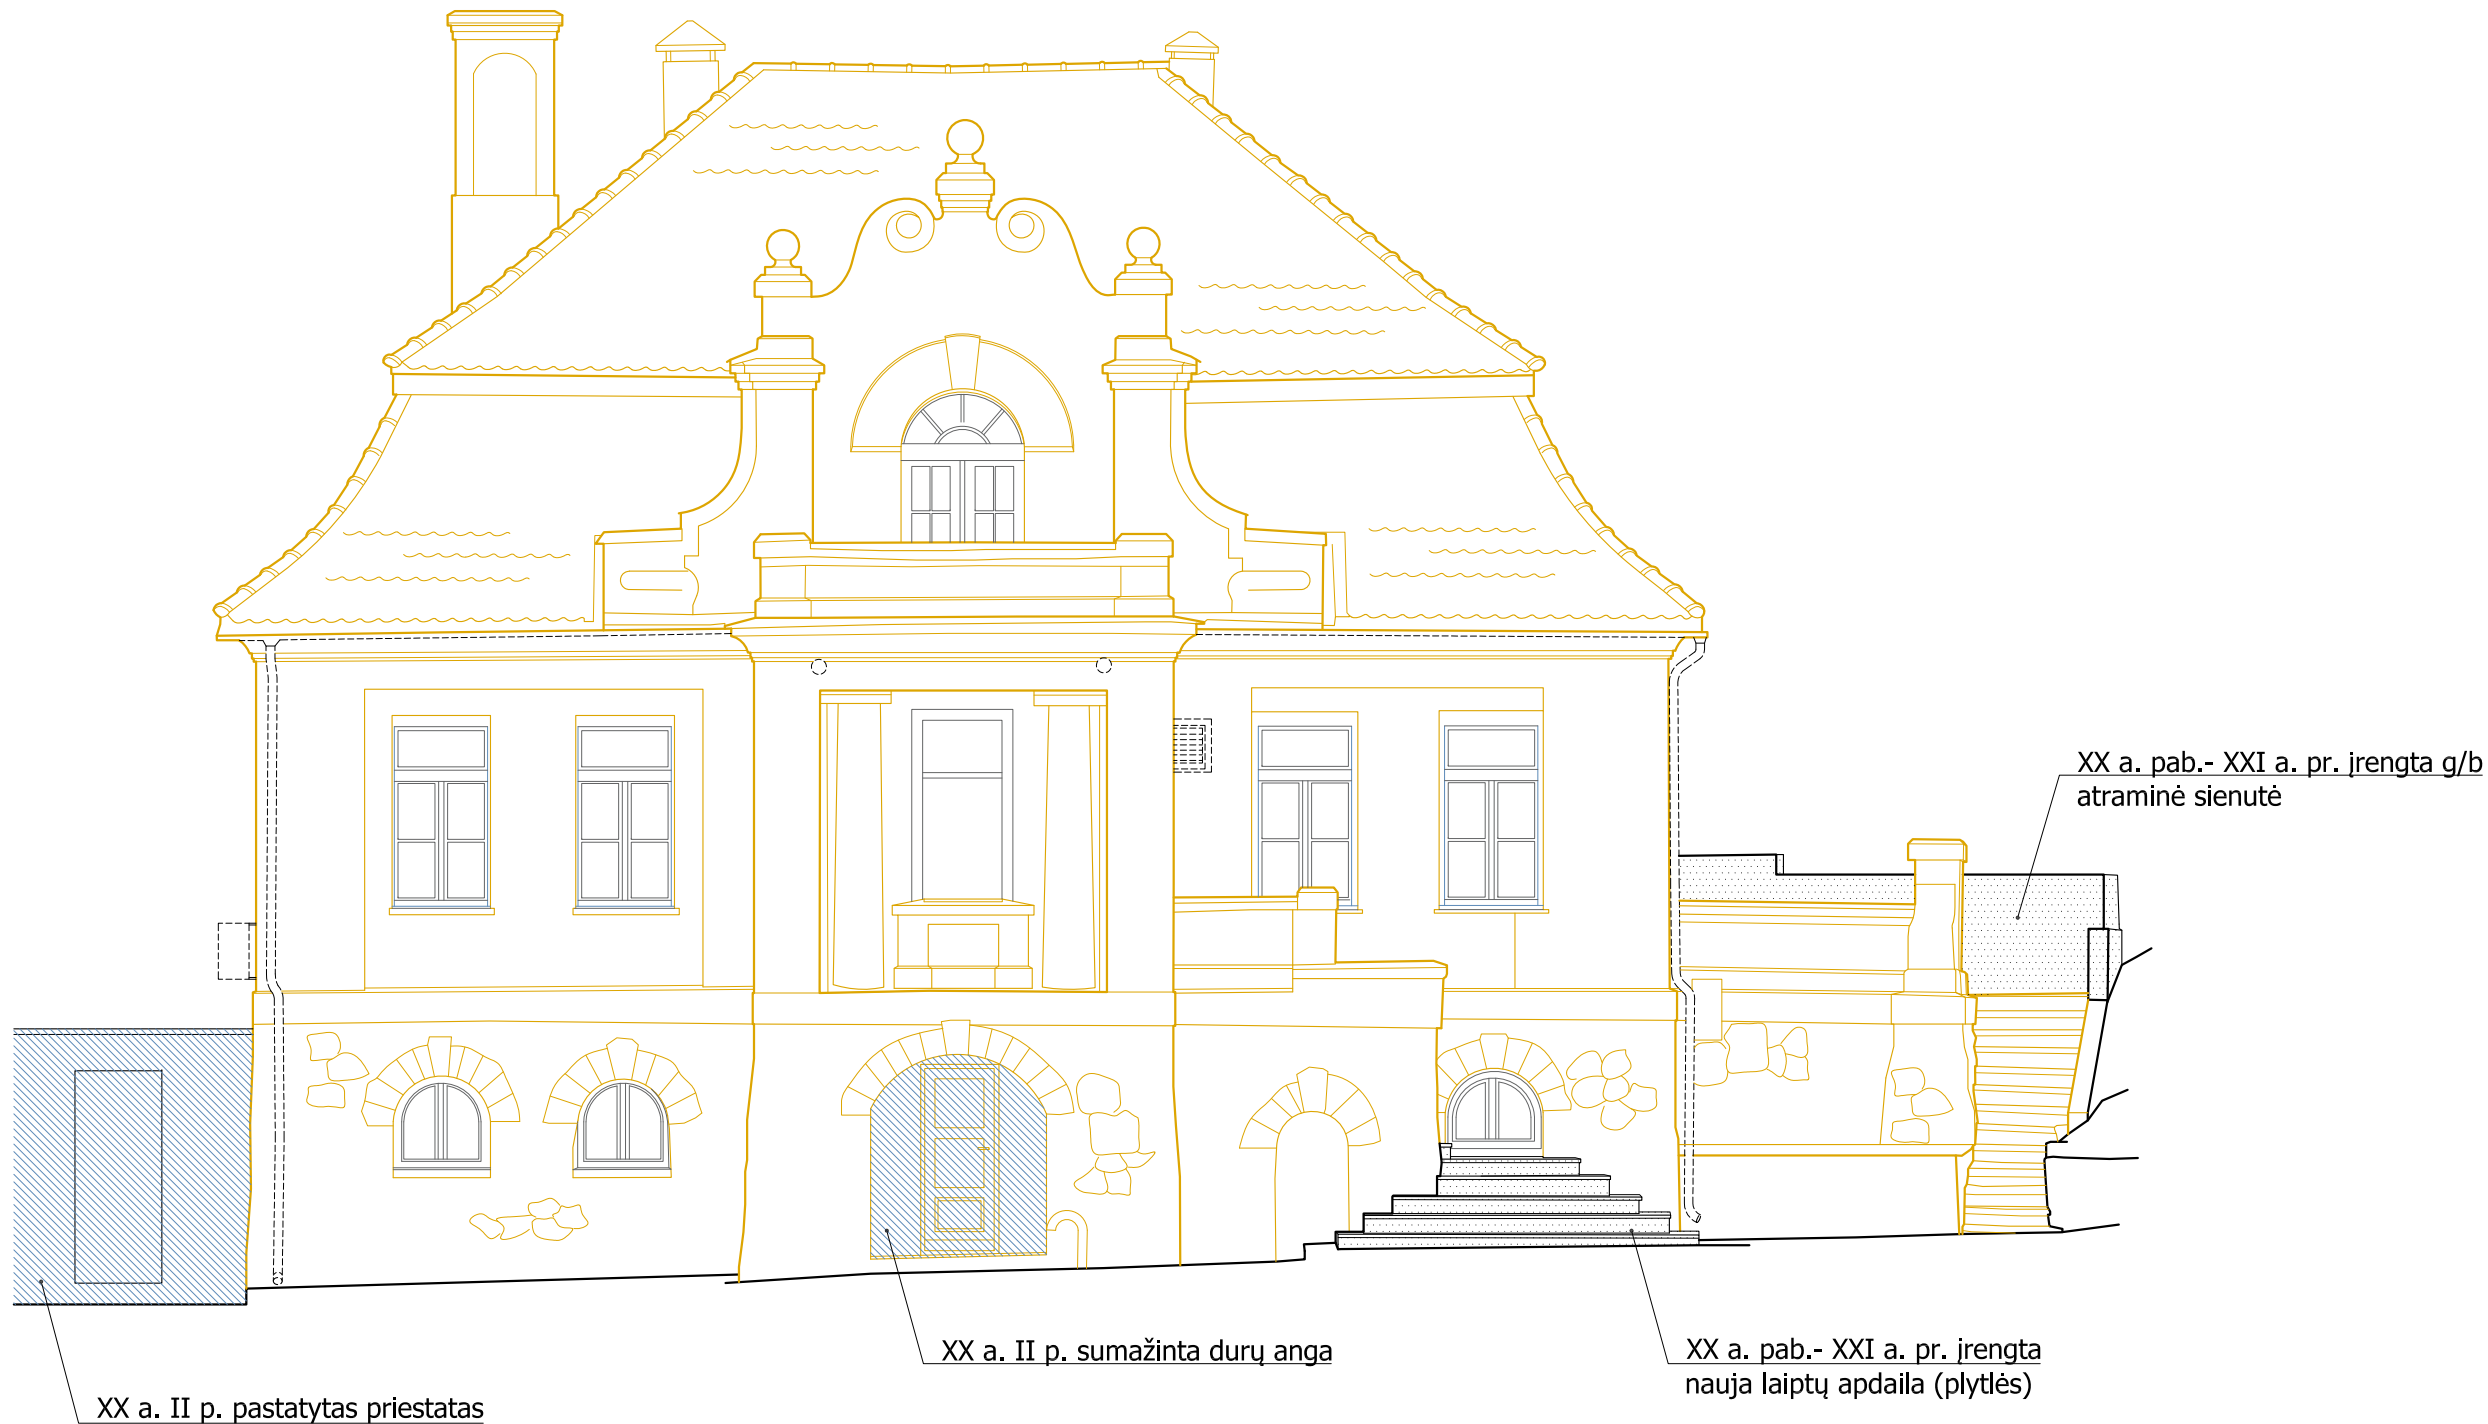 XX a. pab.- XXI a. pr. įrengta g/b
atraminė sienutė
XX a. II p. sumažinta durų anga
XX a. pab.- XXI a. pr. įrengta
nauja laiptų apdaila (plytlės)
XX a. II p. pastatytas priestatas